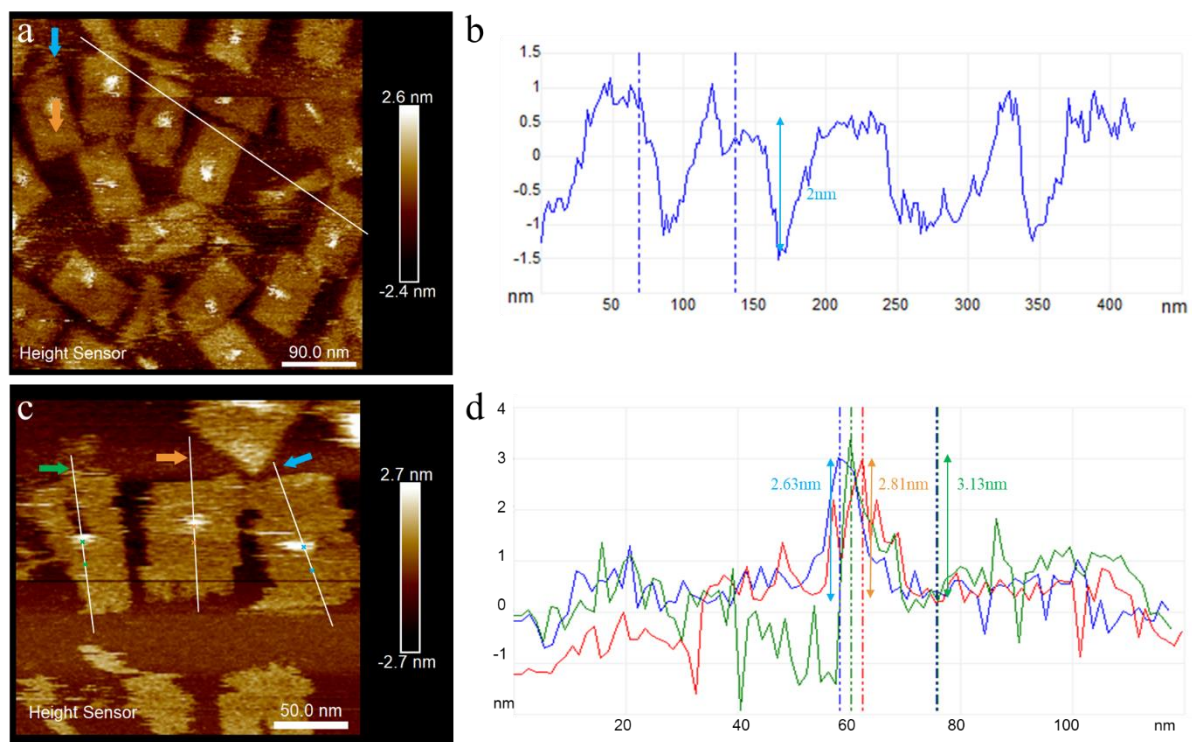 a
2.6 nm
-2.4 nm
Height Sensor
90.0 nm
b
1.5
1
0.5
0
-0.5
-1
-1.5
2nm
nm
50
100
150
200
250
300
350
400
nm
c
2.7 nm
-2.7 nm
Height Sensor
50.0 nm
d
4
3
2
1
0
-1
nm
2.63nm
2.81nm
3.13nm
20
40
60
80
100
nm